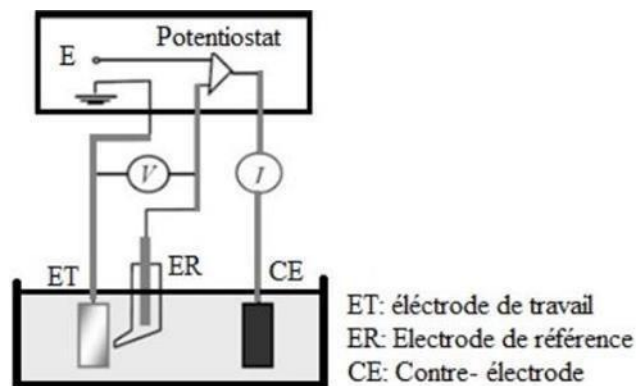 Potentiostat
E
V
I
ET
ER
CE
ET: éléctrode de travail
ER: Electrode de référence
CE: Contre- électrode